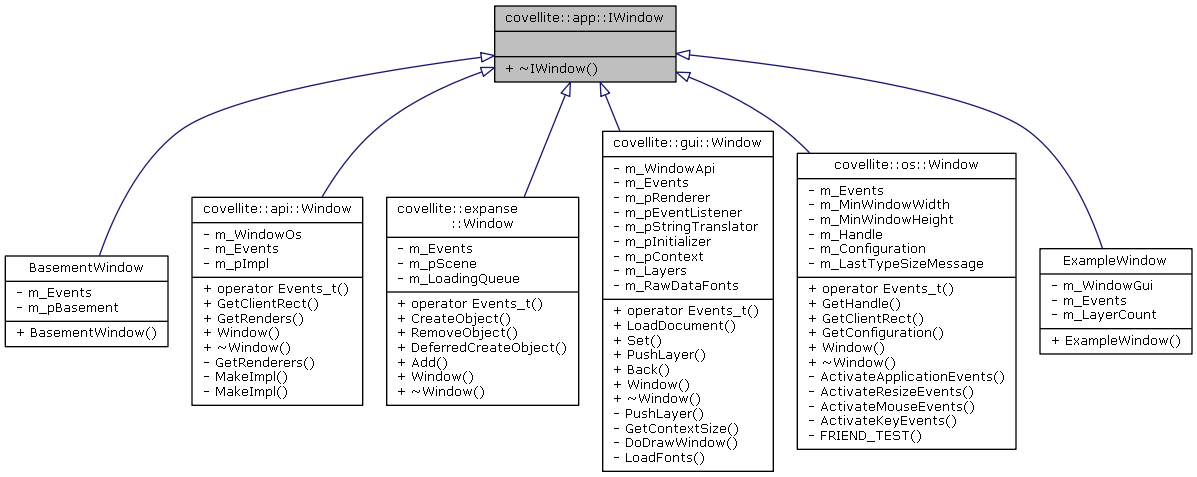 covellite::app::IWindow
+ ~IWindow()
BasementWindow
- m_Events
- m_pBasement
+ BasementWindow()
covellite::api::Window
- m_WindowOs
- m_Events
- m_pImpl
+ operator Events_t()
+ GetClientRect()
+ GetRenders()
+ Window()
+ ~Window()
- GetRenderers()
- MakeImpl()
- MakeImpl()
covellite::expanse
::Window
- m_Events
- m_pScene
- m_LoadingQueue
+ operator Events_t()
+ CreateObject()
+ RemoveObject()
+ DeferredCreateObject()
+ Add()
+ Window()
+ ~Window()
covellite::gui::Window
- m_WindowApi
- m_Events
- m_pRenderer
- m_pEventListener
- m_pStringTranslator
- m_pInitializer
- m_pContext
- m_Layers
- m_RawDataFonts
+ operator Events_t()
+ LoadDocument()
+ Set()
+ PushLayer()
+ Back()
+ Window()
+ ~Window()
- PushLayer()
- GetContextSize()
- DoDrawWindow()
- LoadFonts()
covellite::os::Window
- m_Events
- m_MinWindowWidth
- m_MinWindowHeight
- m_Handle
- m_Configuration
- m_LastTypeSizeMessage
+ operator Events_t()
+ GetHandle()
+ GetClientRect()
+ GetConfiguration()
+ Window()
+ ~Window()
- ActivateApplicationEvents()
- ActivateResizeEvents()
- ActivateMouseEvents()
- ActivateKeyEvents()
- FRIEND_TEST()
ExampleWindow
- m_WindowGui
- m_Events
- m_LayerCount
+ ExampleWindow()